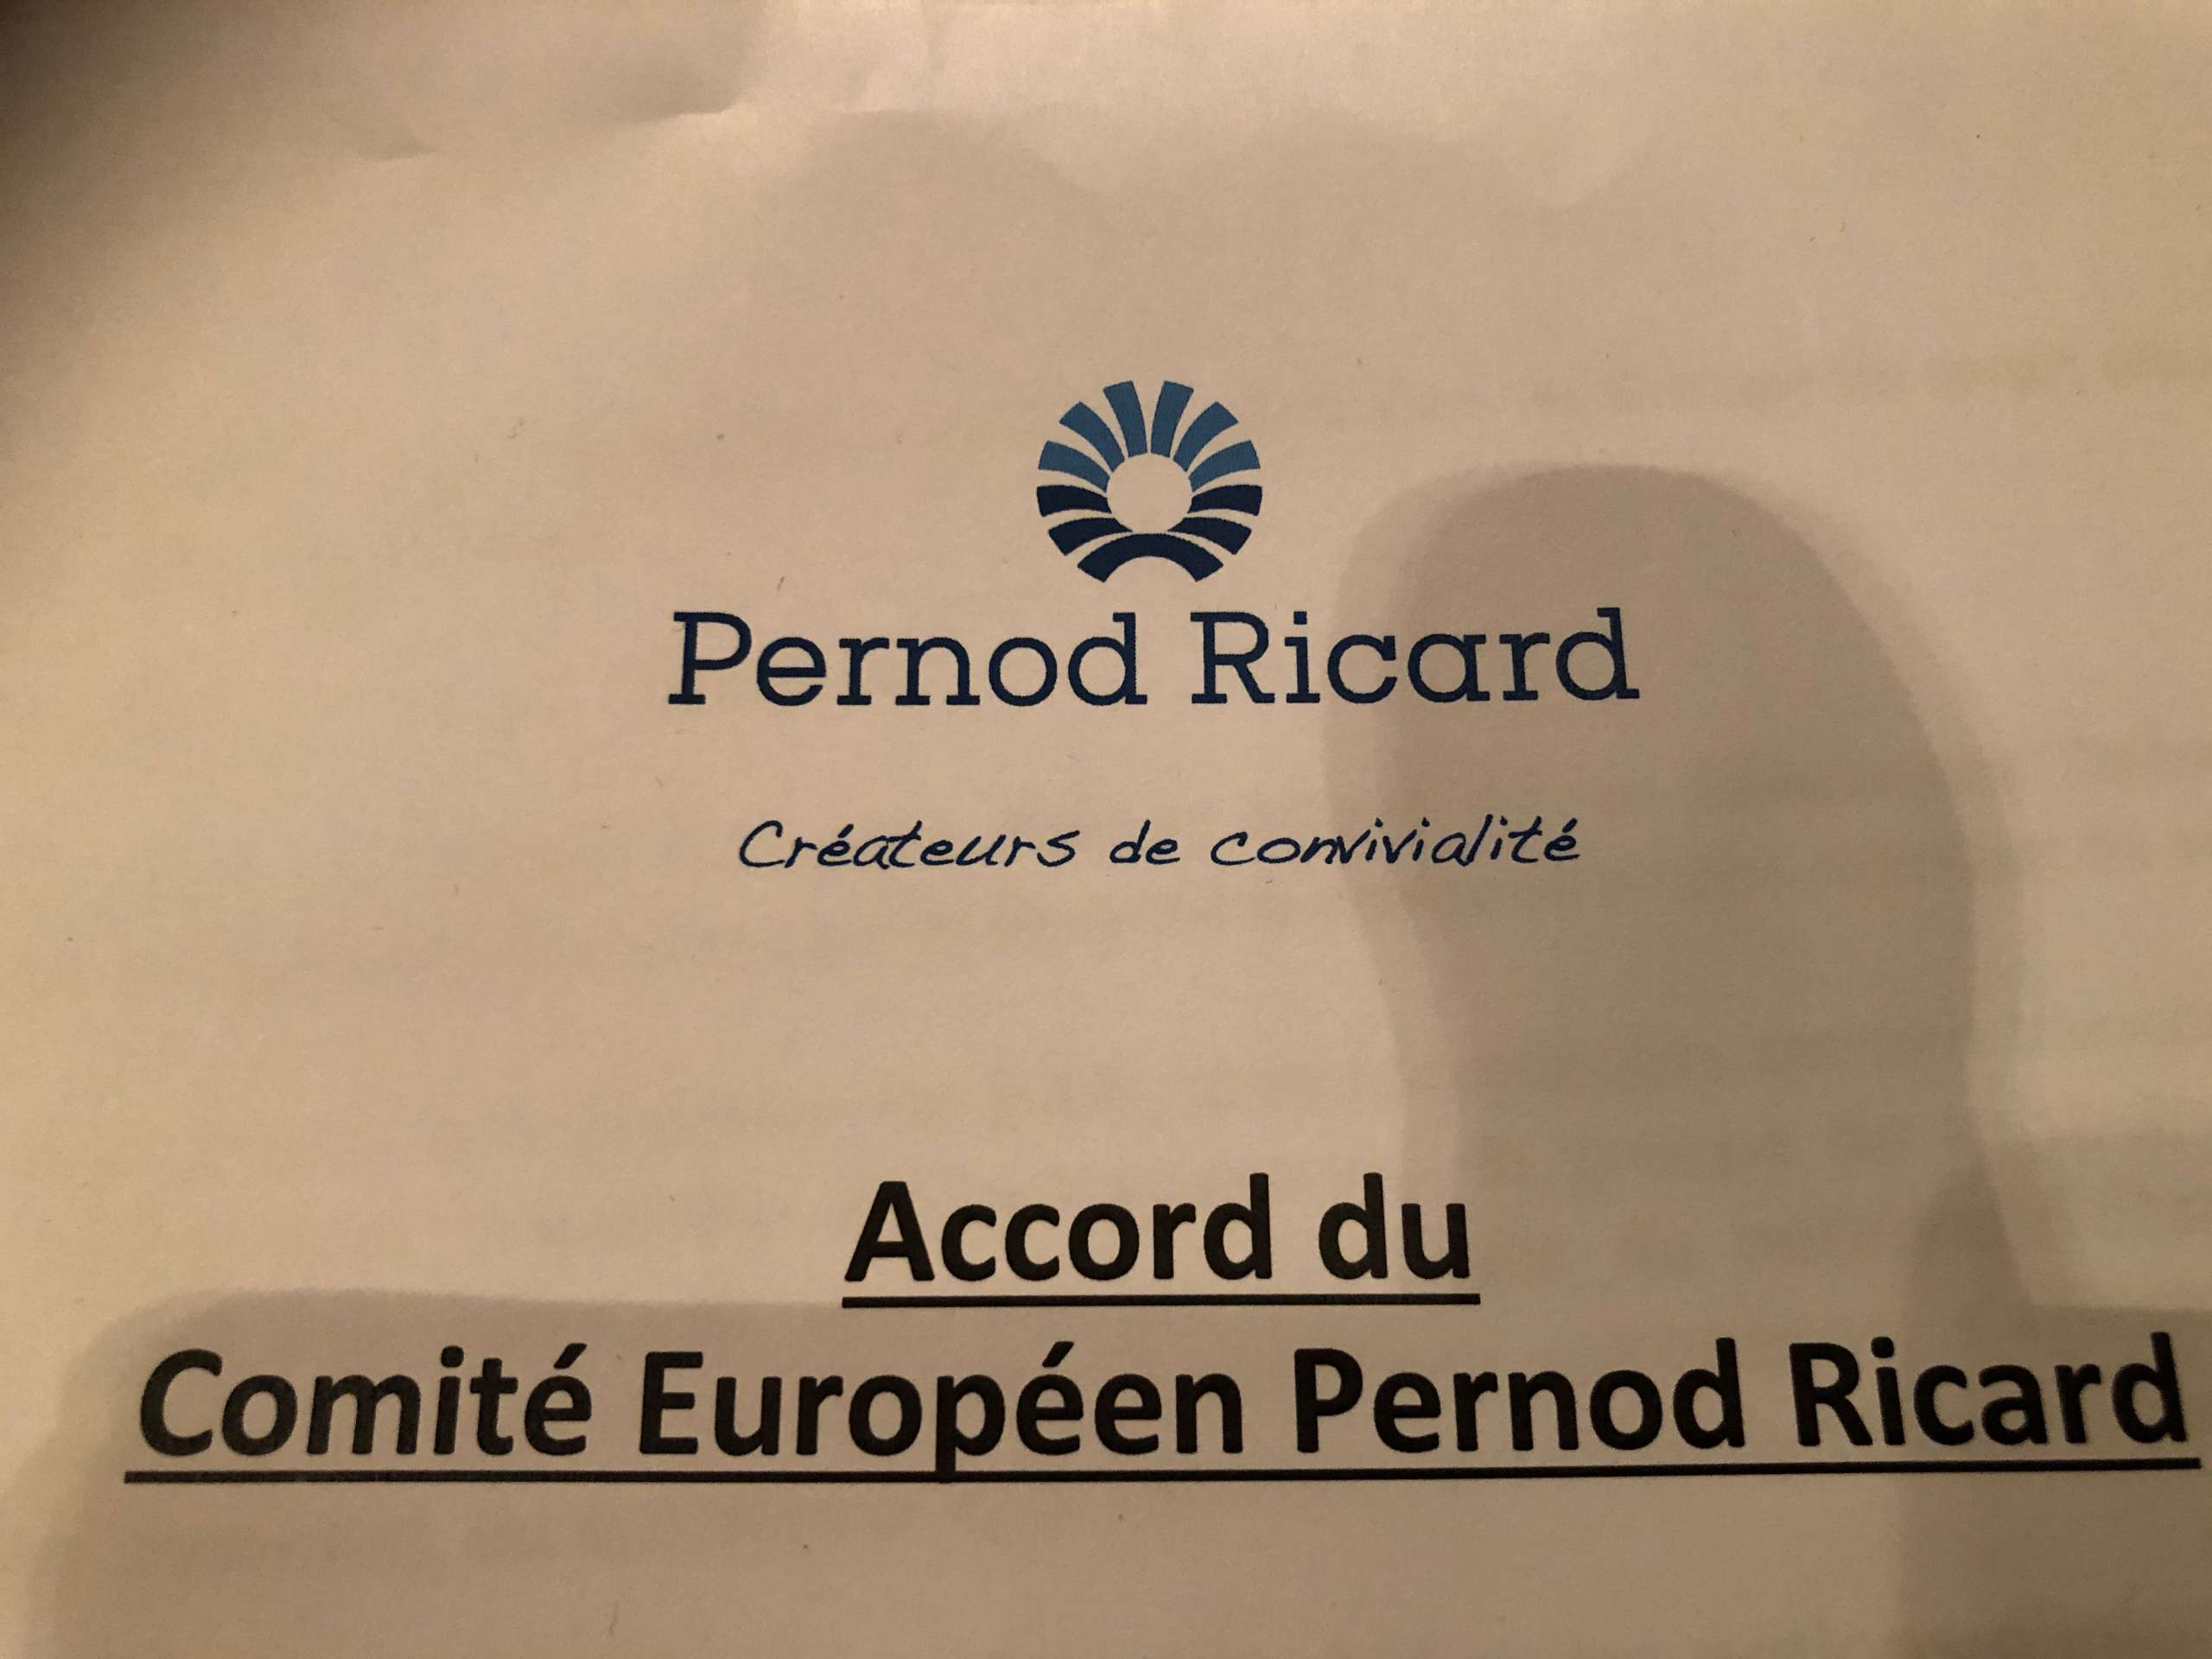 Pernod Ricard
Créateurs de convivialité
Accord du
Comité Européen Pernod Ricard